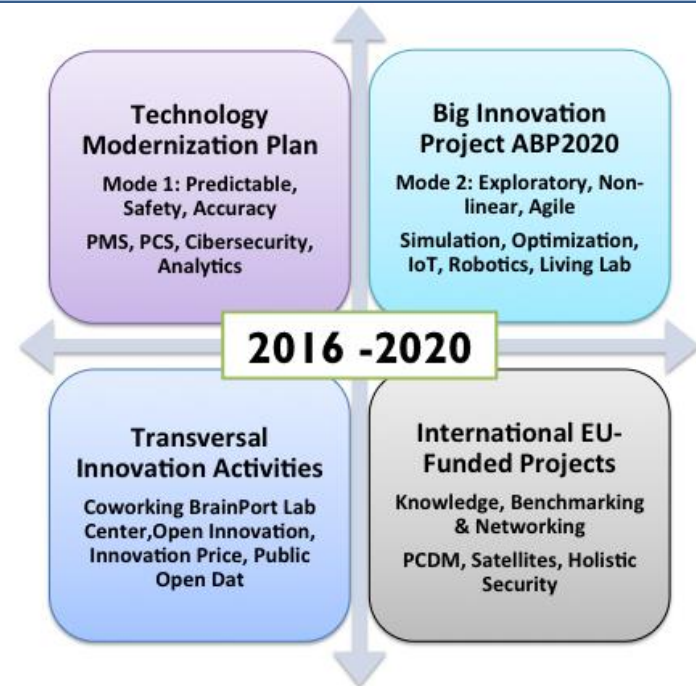 Technology
Modernization Plan
Mode 1: Predictable,
Safety, Accuracy
PMS, PCS, Cibersecurity,
Analytics
Big Innovation
Project ABP2020
Mode 2: Exploratory, Non-
linear, Agile
Simulation, Optimization,
IoT, Robotics, Living Lab
2016 -2020
Transversal
Innovation Activities
Coworking BrainPort Lab
Center,Open Innovation,
Innovation Price, Public
Open Dat
International EU-
Funded Projects
Knowledge, Benchmarking
& Networking
PCDM, Satellites, Holistic
Security